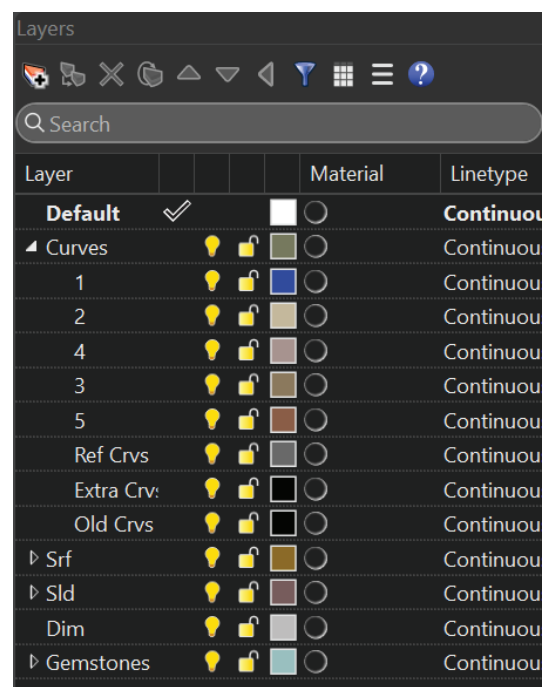 Layers
Search
Layer Material Linetype
Default Continuou
Curves Continuou
1 Continuou
2 Continuou
4 Continuou
3 Continuou
5 Continuou
Ref Crvs Continuou
Extra Crv: Continuou
Old Crvs Continuou
Srf Continuou
Sld Continuou
Dim Continuou
Gemstones Continuou